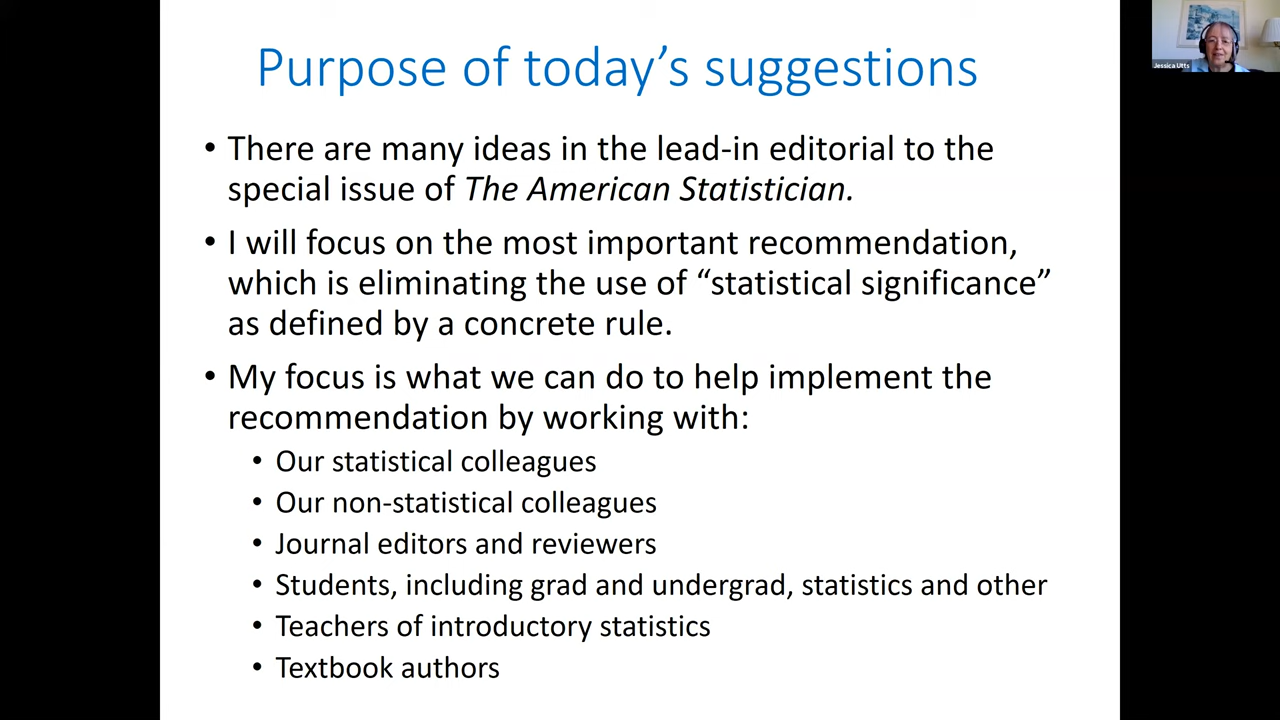 Purpose of today's suggestions
• There are many ideas in the lead-in editorial to the
special issue of The American Statistician.
• I will focus on the most important recommendation,
which is eliminating the use of “statistical significance”
as defined by a concrete rule.
• My focus is what we can do to help implement the
recommendation by working with:
• Our statistical colleagues
• Our non-statistical colleagues
• Journal editors and reviewers
• Students, including grad and undergrad, statistics and other
• Teachers of introductory statistics
• Textbook authors
Jessica Utts